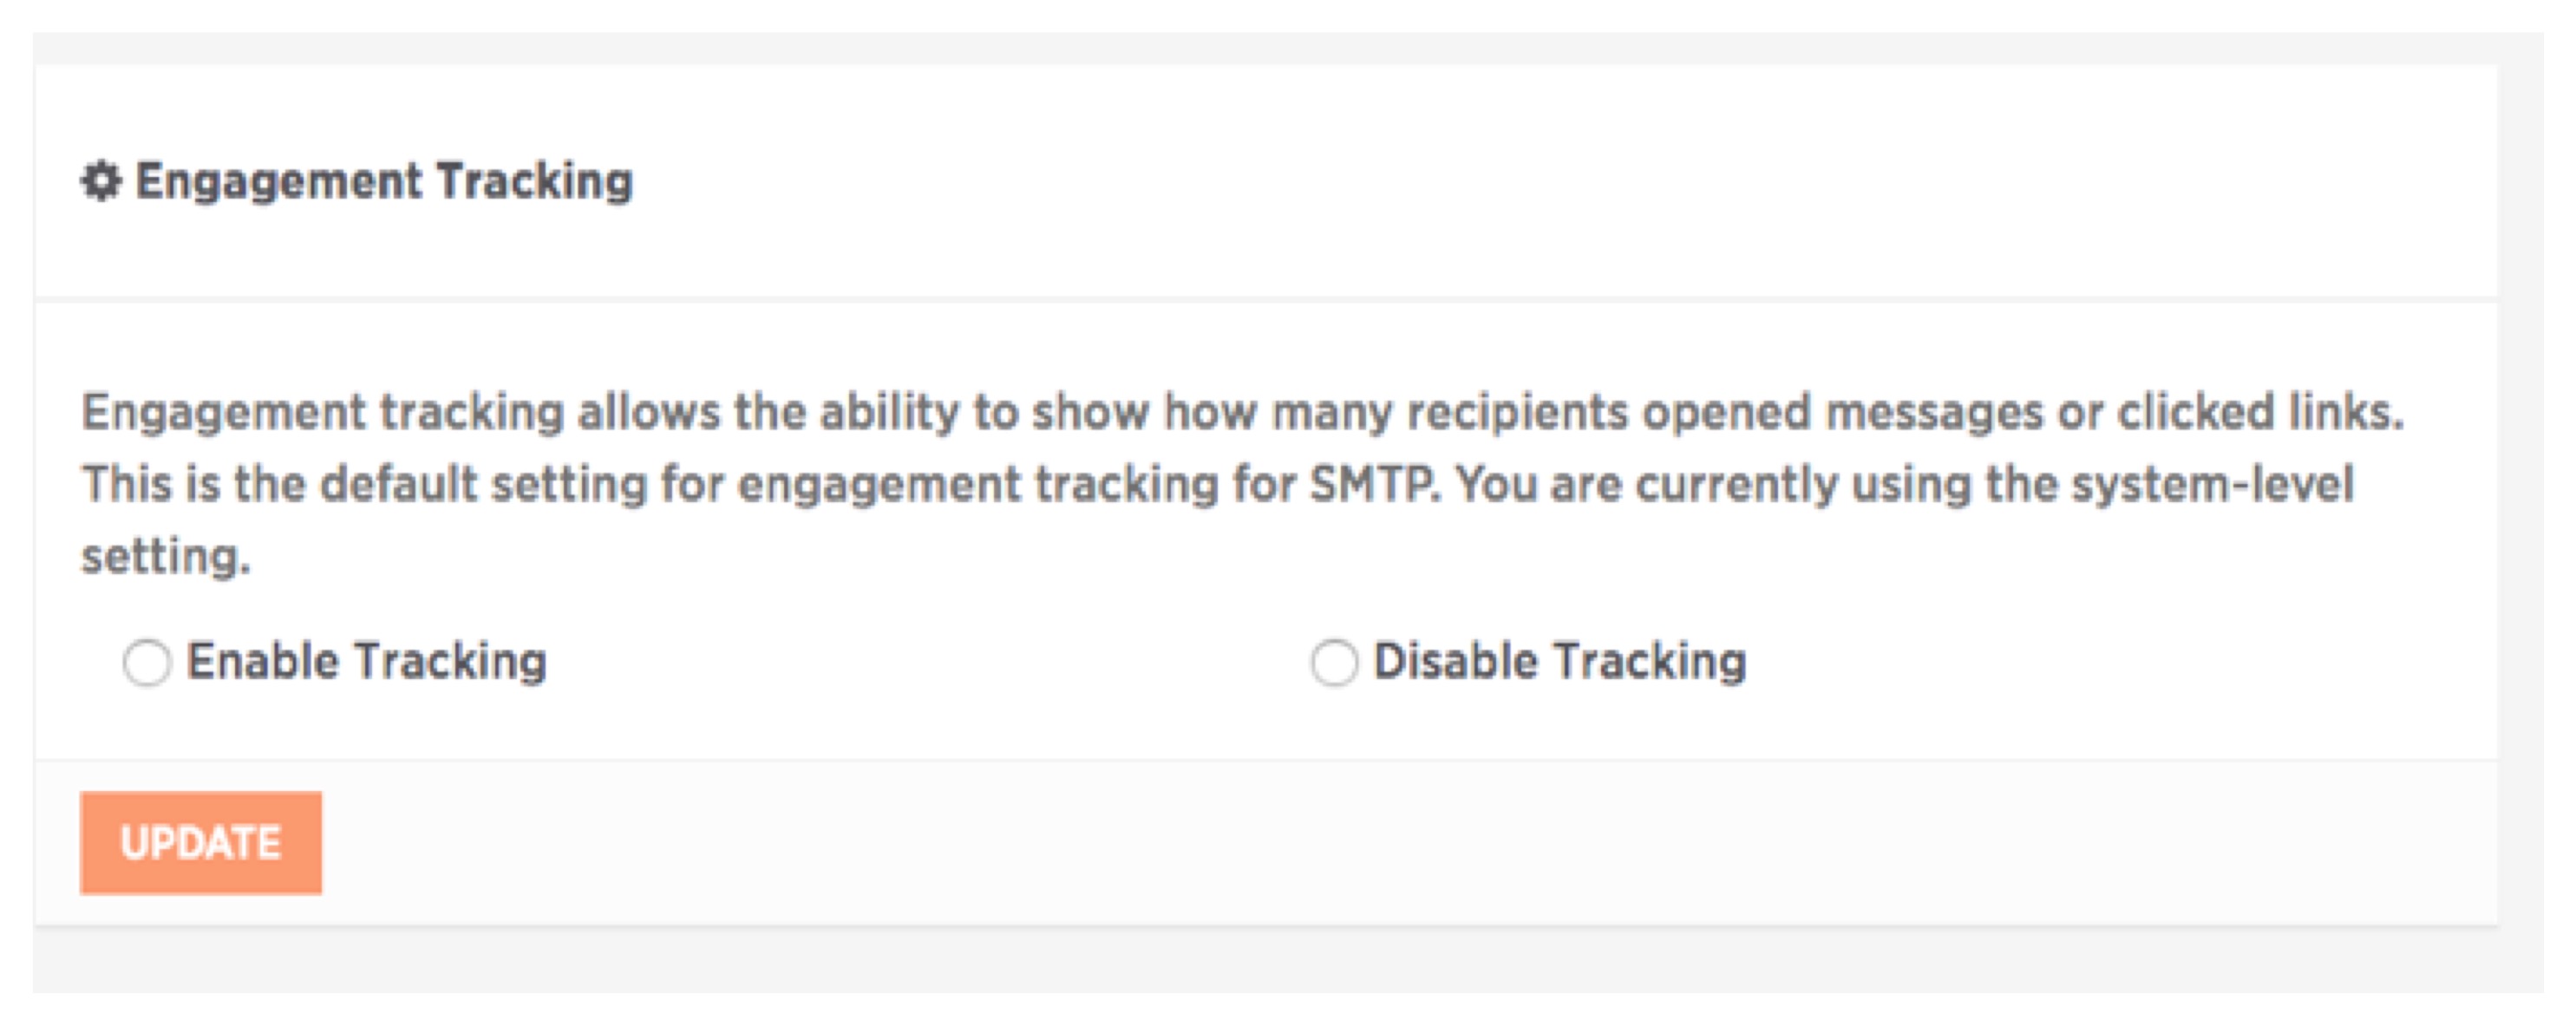 Engagement Tracking
Engagement tracking allows the ability to show how many recipients opened messages or clicked links.
This is the default setting for engagement tracking for SMTP. You are currently using the system-level
setting.
Enable Tracking Disable Tracking
UPDATE